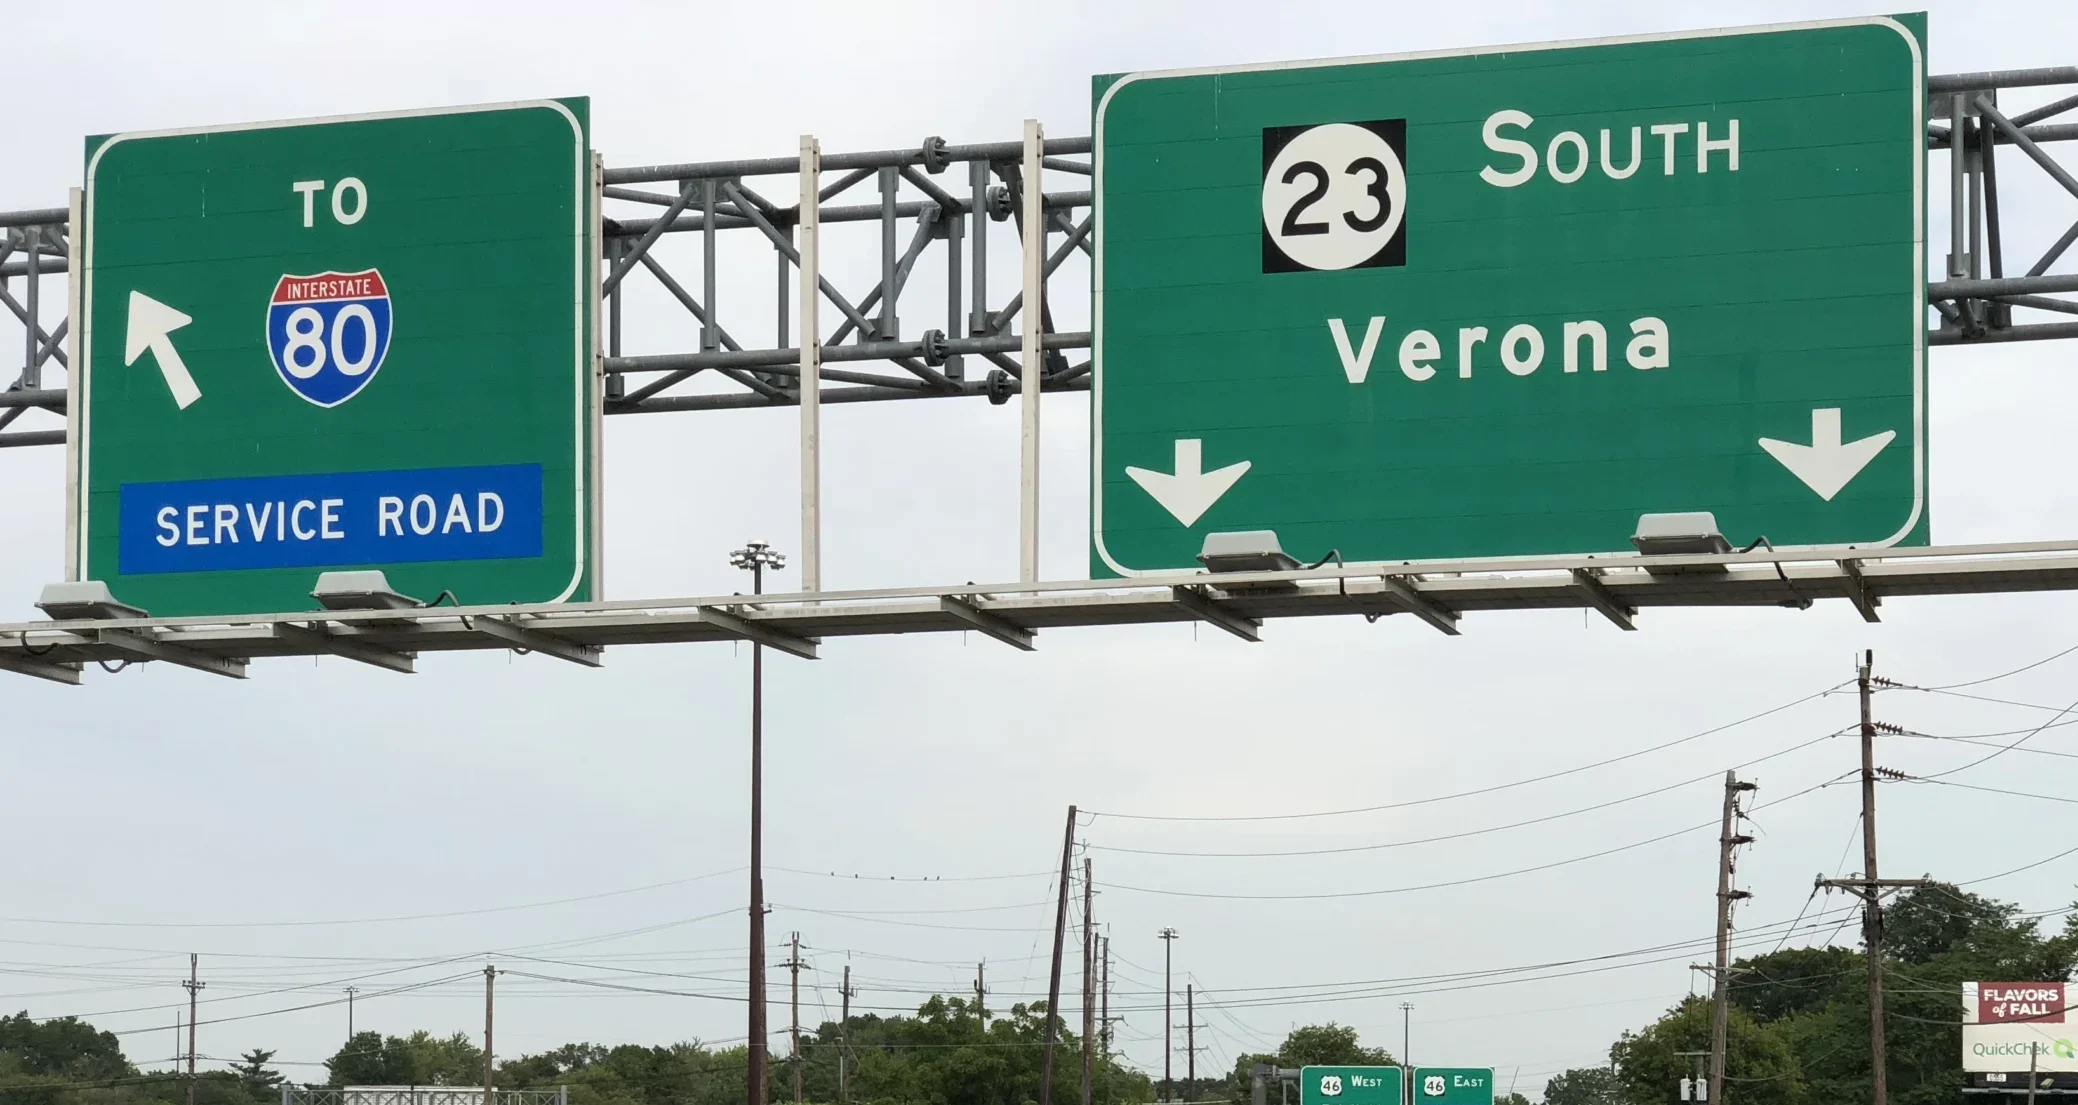 TO
INTERSTATE
80
SERVICE ROAD
23 SOUTH
Verona
46 WEST
46 EAST
FLAVORS
of FALL
QuickChek